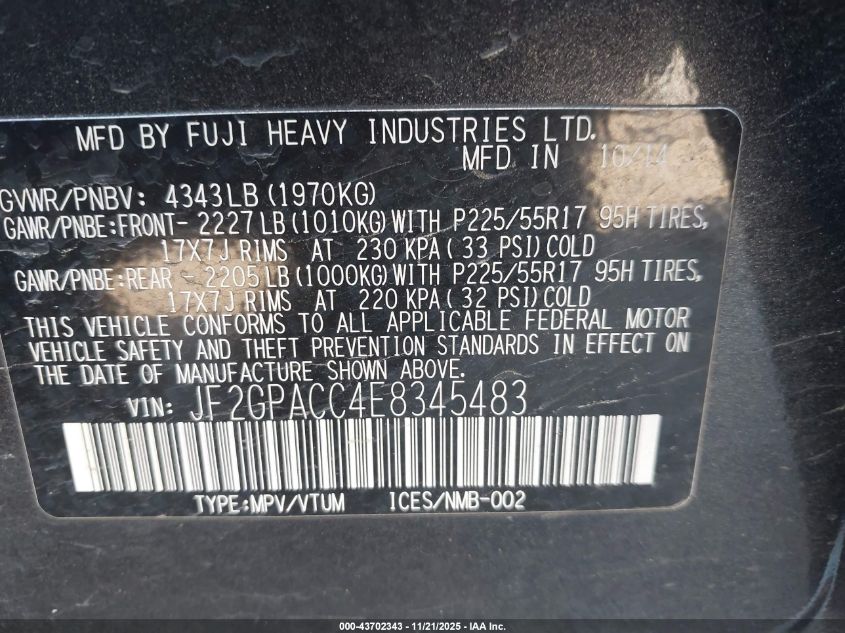 MFD BY FUJI HEAVY INDUSTRIES LTD.
MFD IN 10/14
GVWR/PNBV: 4343LB (1970KG)
GAWR/PNBE:FRONT- 2227LB (1010KG) WITH P225/55R17 95H TIRES,
17X7J RIMS AT 230 KPA (33 PSI) COLD
GAWR/PNBE:REAR - 2205LB (1000KG) WITH P225/55R17 95H TIRES,
17X7J RIMS AT 220 KPA (32 PSI) COLD
THIS VEHICLE CONFORMS TO ALL APPLICABLE FEDERAL MOTOR
VEHICLE SAFETY AND THEFT PREVENTION STANDARDS IN EFFECT ON
THE DATE OF MANUFACTURE SHOWN ABOVE.
VIN: JF2GPACC4E8345483
TYPE:MPV/VTUM ICES/NMB-002
000-43702343 - 11/21/2025 - IAA Inc.